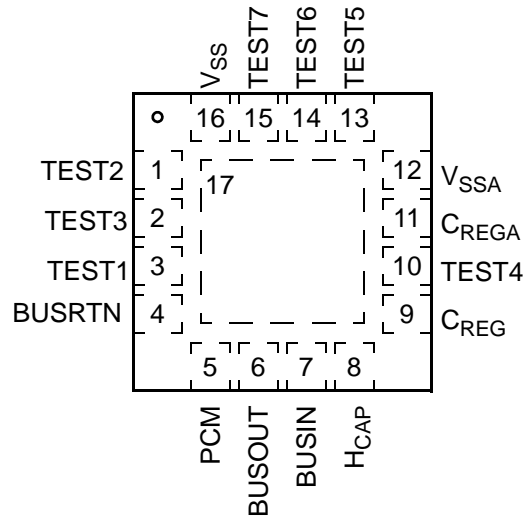 VSS
TEST7
TEST6
TEST5
16
15
14
13
TEST2
1
17
12
VSSA
TEST3
2
11
CREGA
TEST1
3
10
TEST4
BUSRTN
4
9
CREG
5
6
7
8
PCM
BUSOUT
BUSIN
HCAP